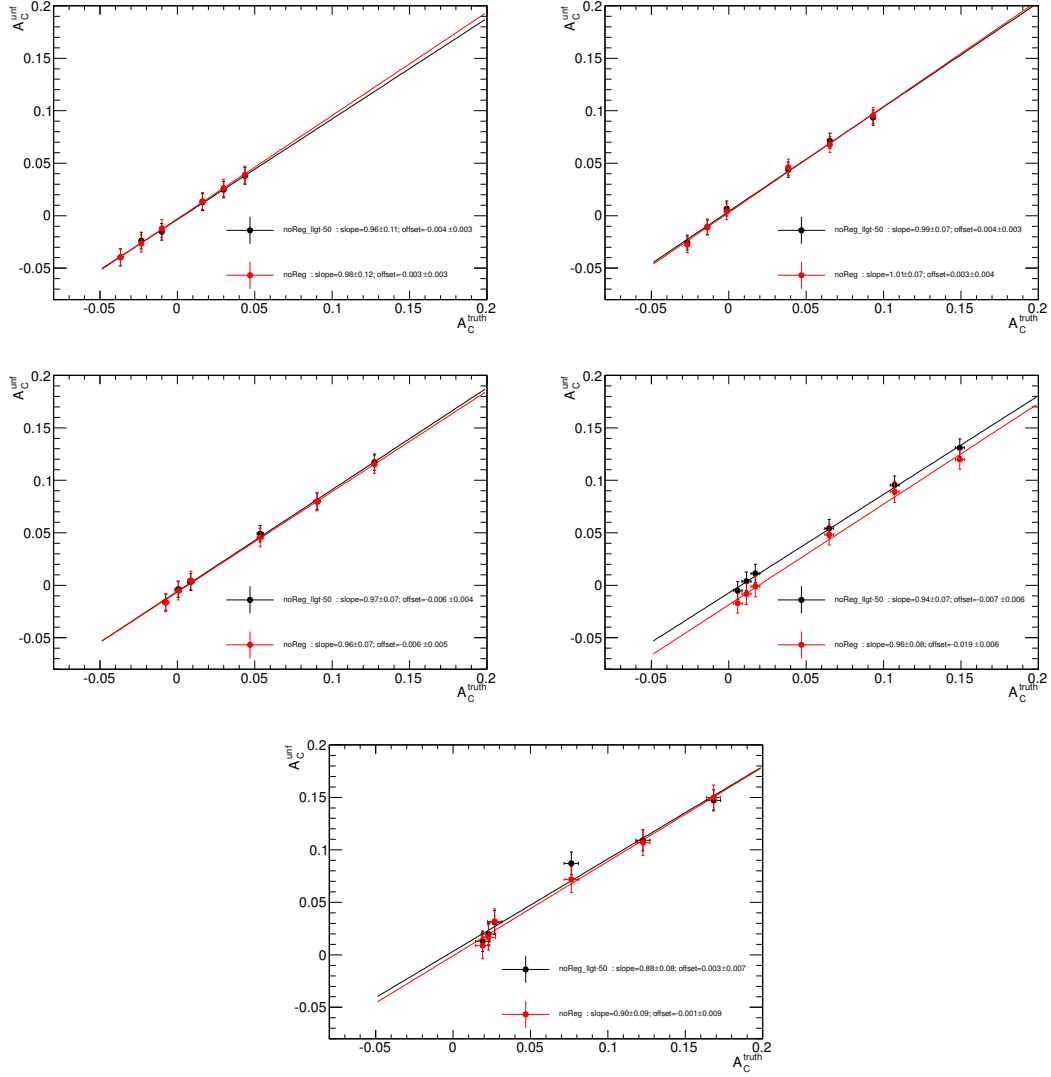 A_C^unf
0.2
0.15
0.1
0.05
0
-0.05
noReg_llgt-50 : slope=0.96±0.11; offset=-0.004±0.003
noReg : slope=0.98±0.12; offset=-0.003±0.003
-0.05 0 0.05 0.1 0.15 0.2
A_C^truth
A_C^unf
0.2
0.15
0.1
0.05
0
-0.05
noReg_llgt-50 : slope=0.99±0.07; offset=0.004±0.003
noReg : slope=1.01±0.07; offset=0.003±0.004
-0.05 0 0.05 0.1 0.15 0.2
A_C^truth
A_C^unf
0.2
0.15
0.1
0.05
0
-0.05
noReg_llgt-50 : slope=0.97±0.07; offset=-0.006±0.004
noReg : slope=0.96±0.07; offset=-0.006±0.005
-0.05 0 0.05 0.1 0.15 0.2
A_C^truth
A_C^unf
0.2
0.15
0.1
0.05
0
-0.05
noReg_llgt-50 : slope=0.94±0.07; offset=-0.007±0.006
noReg : slope=0.96±0.08; offset=-0.019±0.006
-0.05 0 0.05 0.1 0.15 0.2
A_C^truth
A_C^unf
0.2
0.15
0.1
0.05
0
-0.05
noReg_llgt-50 : slope=0.88±0.08; offset=0.003±0.007
noReg : slope=0.90±0.09; offset=-0.001±0.009
-0.05 0 0.05 0.1 0.15 0.2
A_C^truth